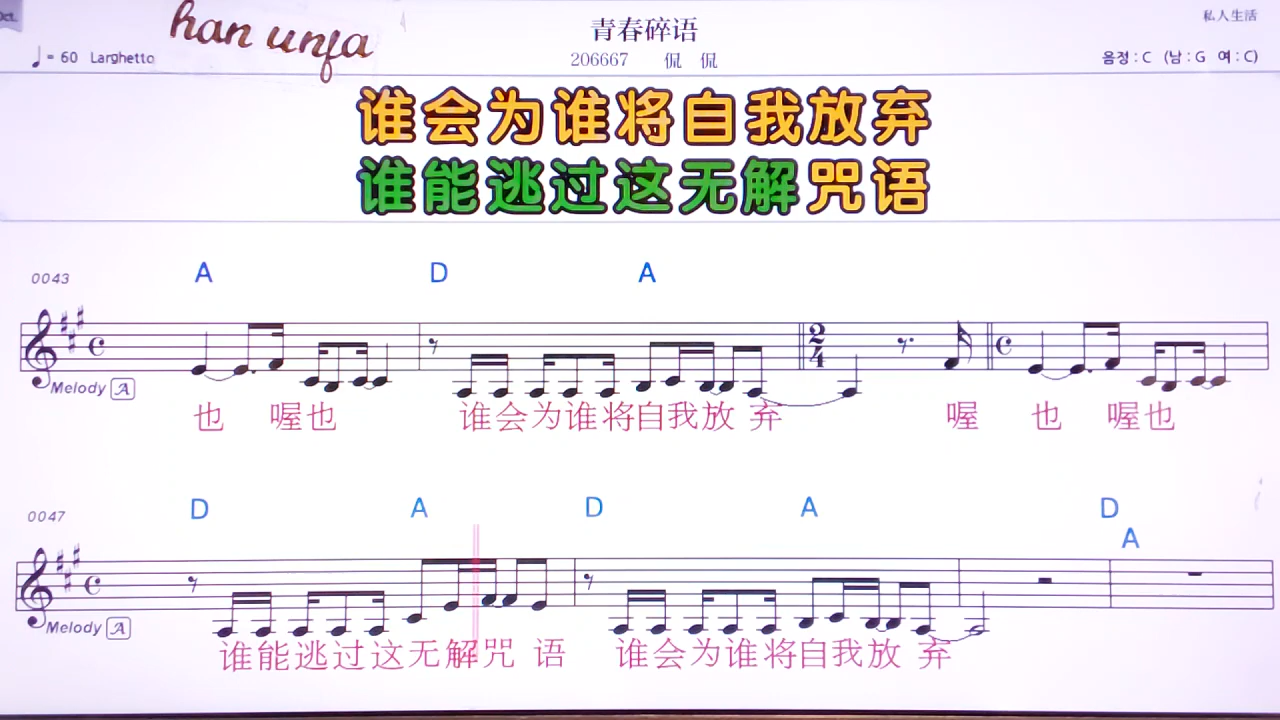 han unfa
青春碎语
私人生活
♩= 60 Larghetto
206667 侃 侃
음정 : C (남 : G 여 : C)
谁会为谁将自我放弃
谁能逃过这无解咒语
0043
A D A
2
4
Melody A
也 喔也 谁会为谁将自我放 弃 喔 也 喔也
0047
D A D A D
A
Melody A
谁能逃过这无解咒 语 谁会为谁将自我放 弃